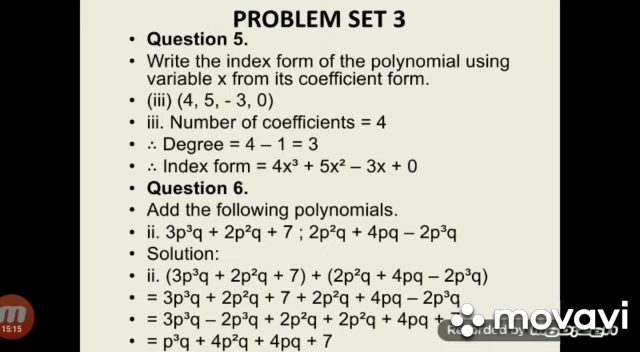 PROBLEM SET 3
• Question 5.
• Write the index form of the polynomial using
variable x from its coefficient form.
• (iii) (4, 5, - 3, 0)
• iii. Number of coefficients = 4
• ∴ Degree = 4 – 1 = 3
• ∴ Index form = 4x³ + 5x² – 3x + 0
• Question 6.
• Add the following polynomials.
• ii. 3p³q + 2p²q + 7 ; 2p²q + 4pq – 2p³q
• Solution:
• ii. (3p³q + 2p²q + 7) + (2p²q + 4pq – 2p³q)
• = 3p³q + 2p²q + 7 + 2p²q + 4pq – 2p³q
• = 3p³q – 2p³q + 2p²q + 2p²q + 4pq +
• = p³q + 4p²q + 4pq + 7
movavi
Recorded by
15:15